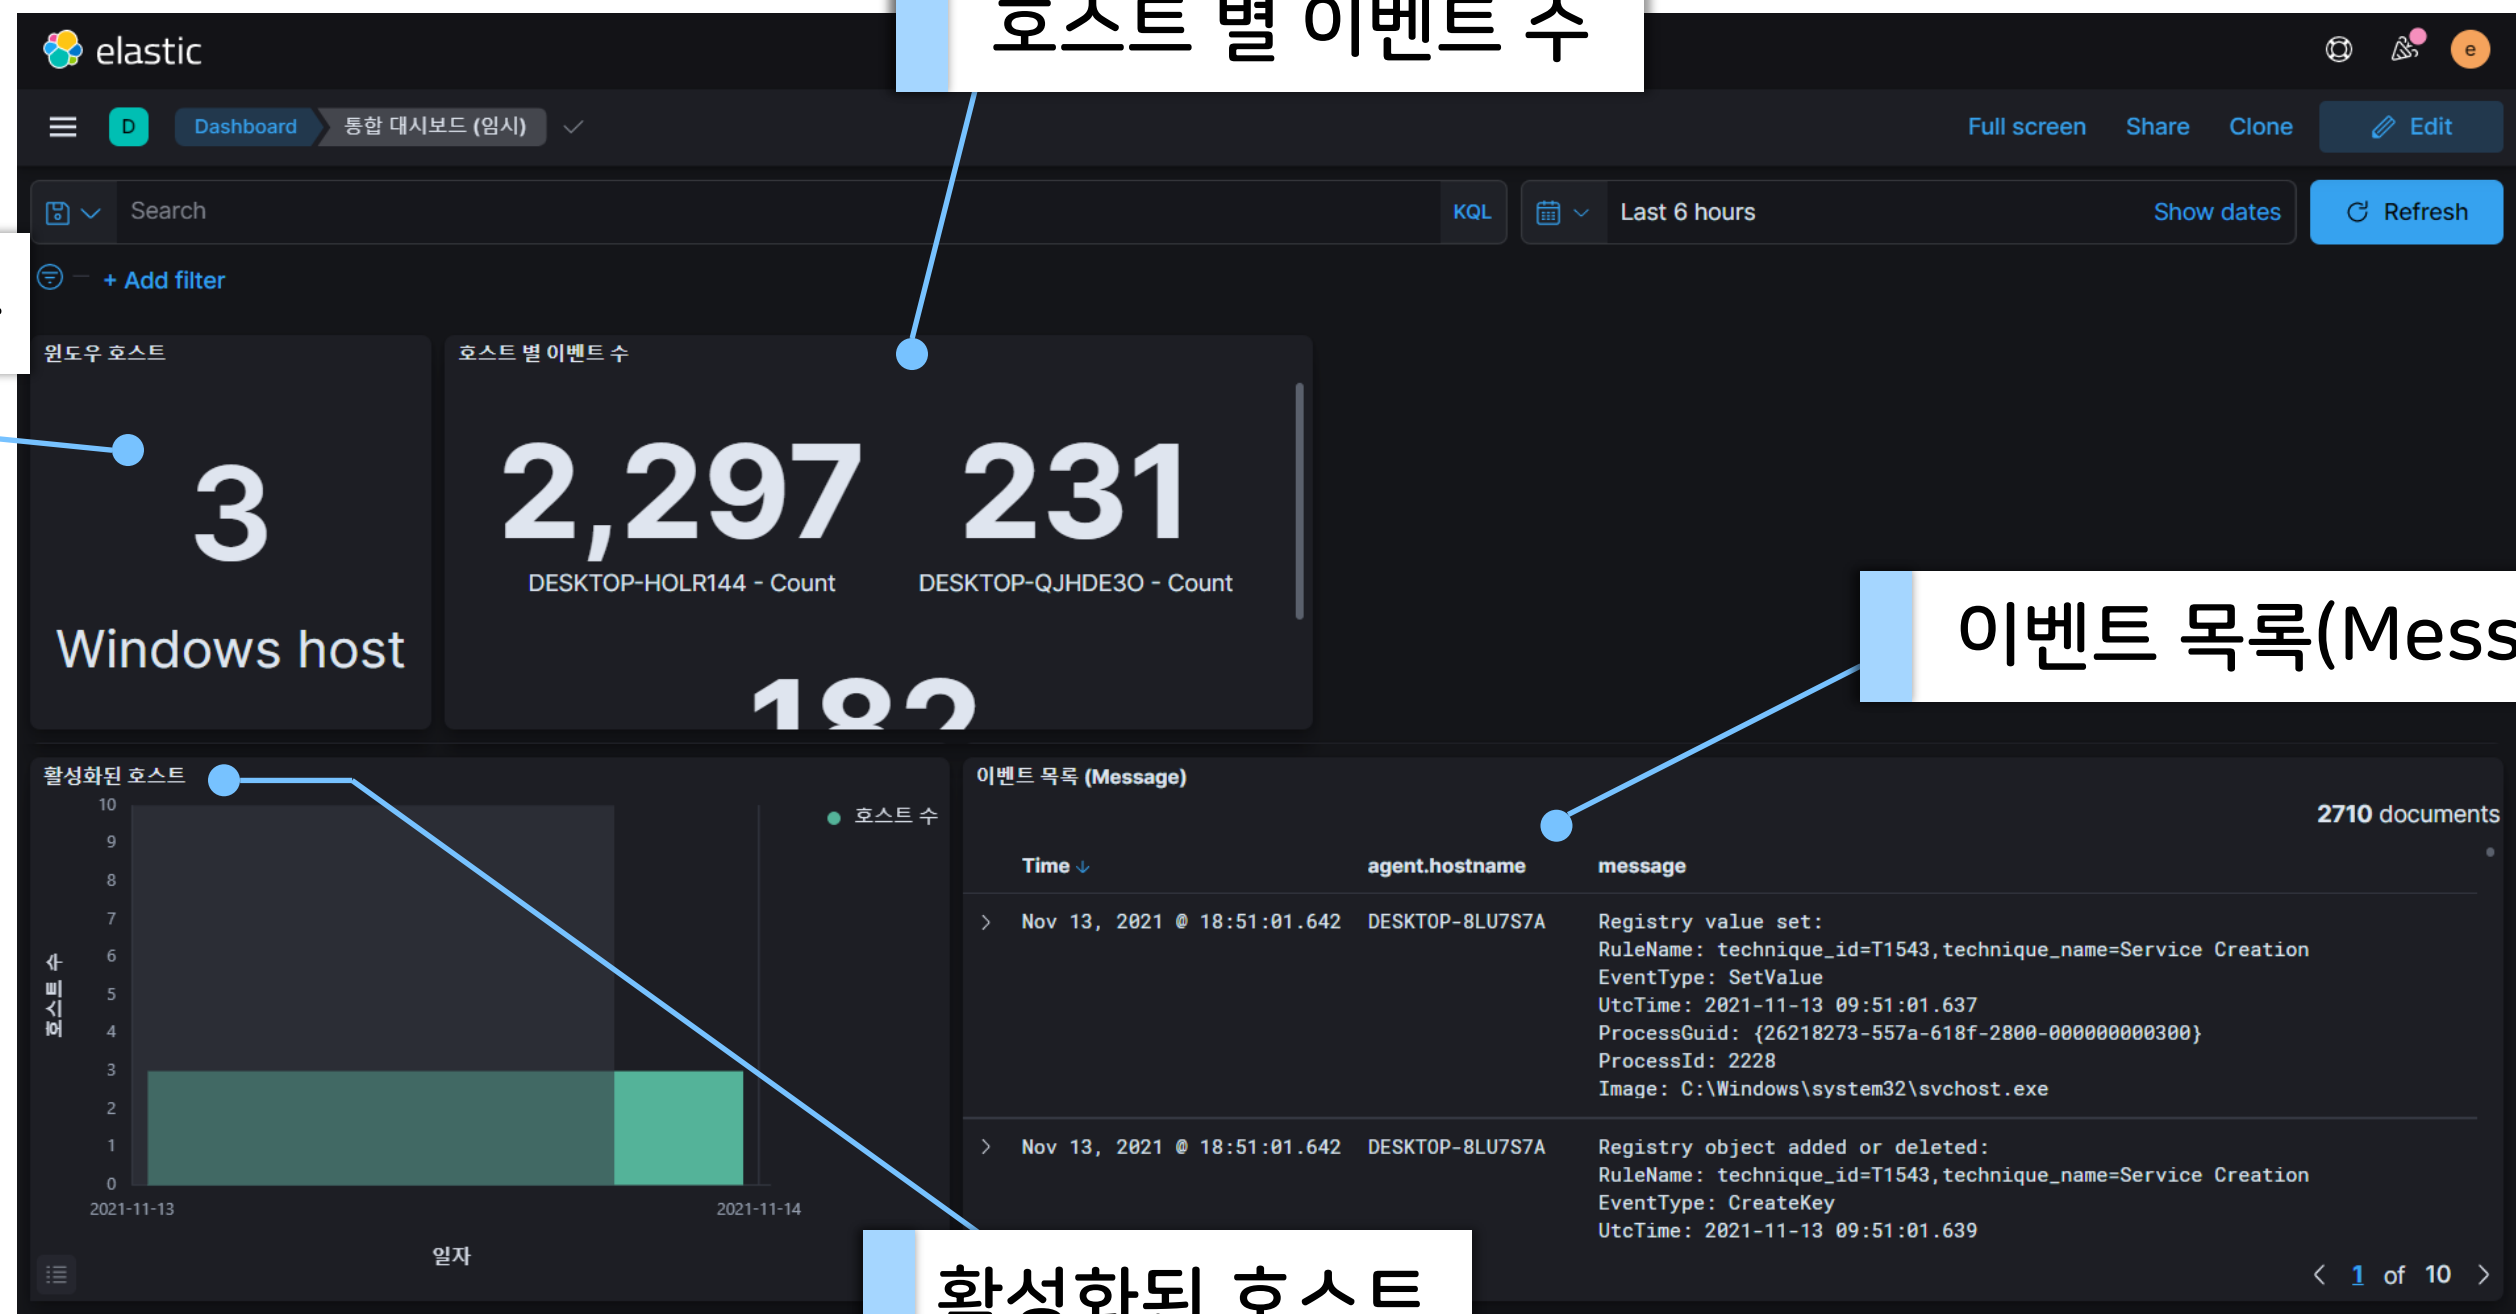 호스트 별 이벤트 수
elastic
e
D
Dashboard
통합 대시보드 (임시)
Full screen
Share
Clone
Edit
Search
KQL
Last 6 hours
Show dates
Refresh
+ Add filter
윈도우 호스트
3
Windows host
호스트 별 이벤트 수
2,297
DESKTOP-HOLR144 - Count
231
DESKTOP-QJHDE3O - Count
182
이벤트 목록(Mess
활성화된 호스트
호스트 수
10
9
8
7
6
5
4
3
2
1
0
호스트 수
2021-11-13
2021-11-14
일자
이벤트 목록 (Message)
2710 documents
Time
agent.hostname
message
Nov 13, 2021 @ 18:51:01.642
DESKTOP-8LU7S7A
Registry value set:
RuleName: technique_id=T1543,technique_name=Service Creation
EventType: SetValue
UtcTime: 2021-11-13 09:51:01.637
ProcessGuid: {26218273-557a-618f-2800-000000000300}
ProcessId: 2228
Image: C:\Windows\system32\svchost.exe
Nov 13, 2021 @ 18:51:01.642
DESKTOP-8LU7S7A
Registry object added or deleted:
RuleName: technique_id=T1543,technique_name=Service Creation
EventType: CreateKey
UtcTime: 2021-11-13 09:51:01.639
1 of 10
활성화된 호스트